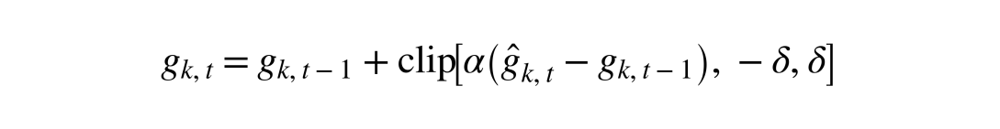 g_{k, t} = g_{k, t − 1} + clip[α(ĝ_{k, t} − g_{k, t − 1}), − δ, δ]